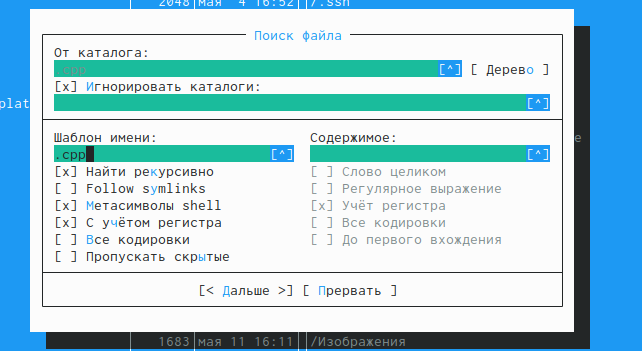 2048 мая 4 16:52 /.ssh
Поиск файла
От каталога:
.cpp [^] [ Дерево ]
[x] Игнорировать каталоги:
[^]
plat
Шаблон имени: Содержимое:
.cpp [^] [^]
e
[x] Найти рекурсивно [ ] Слово целиком
[ ] Follow symlinks [ ] Регулярное выражение
[x] Метасимволы shell [x] Учёт регистра
[x] С учётом регистра [ ] Все кодировки
[ ] Все кодировки [ ] До первого вхождения
[ ] Пропускать скрытые
[< Дальше >] [ Прервать ]
1683 мая 11 16:11 /Изображения